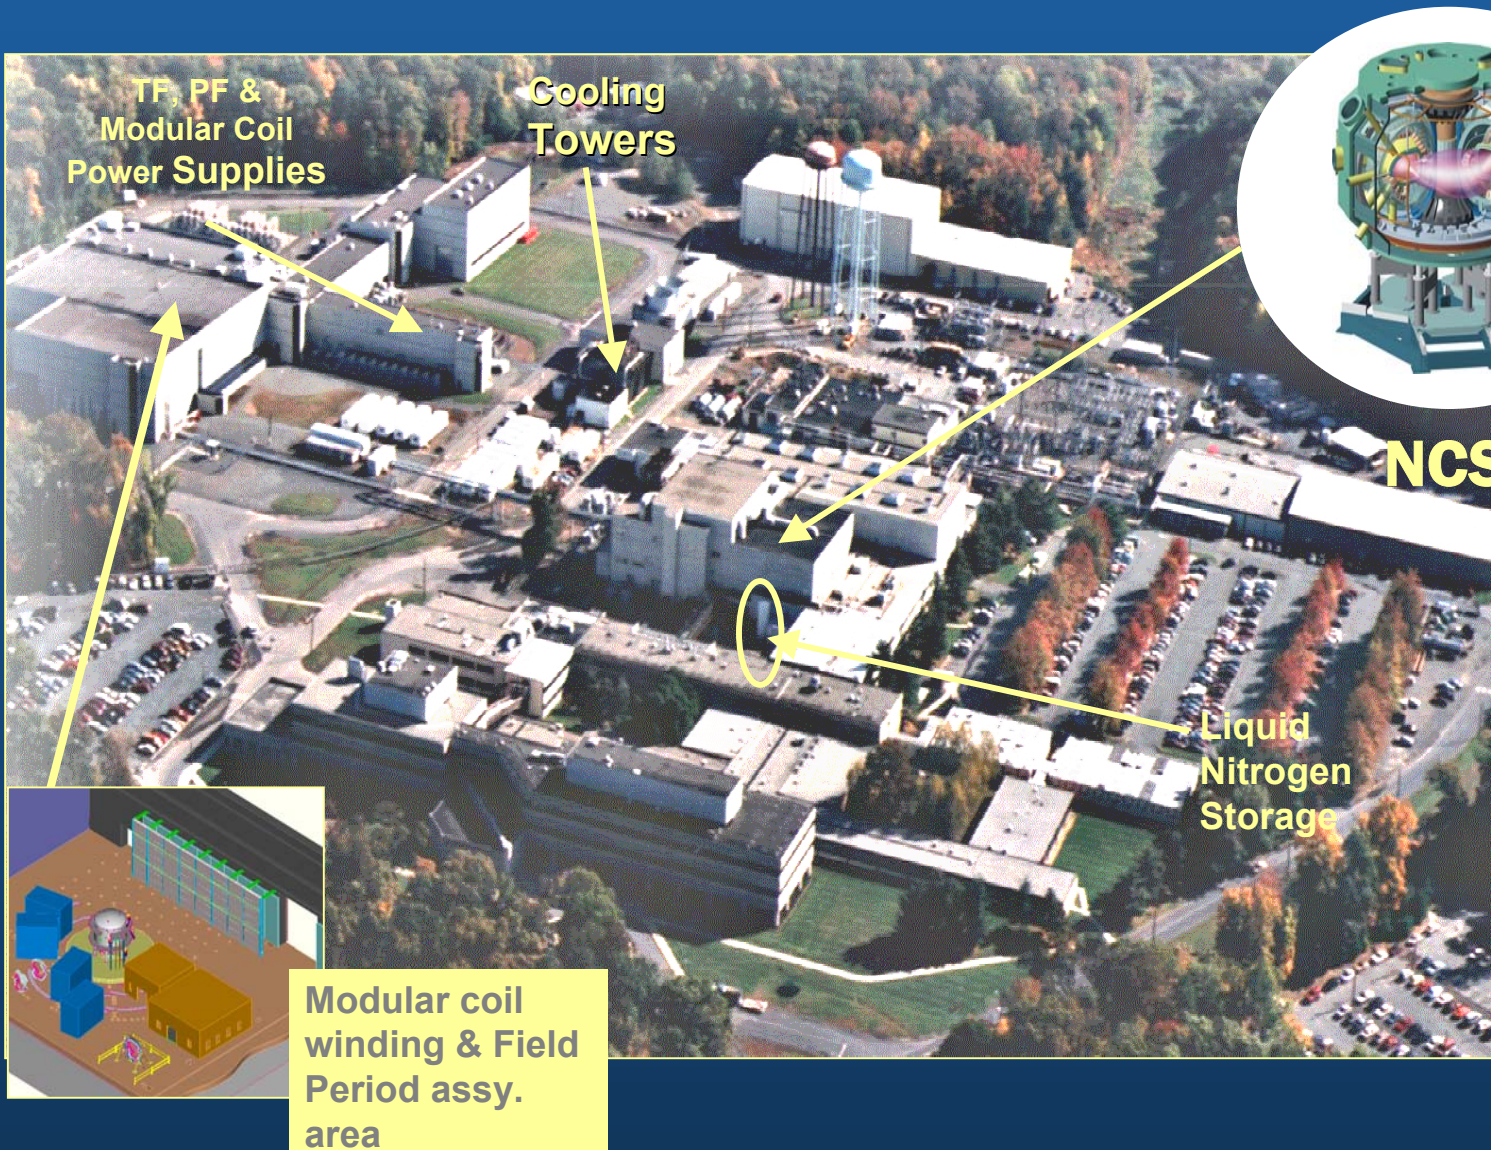 TF, PF &
Modular Coil
Power Supplies
Cooling
Towers
NCS
Liquid
Nitrogen
Storage
Modular coil
winding & Field
Period assy.
area